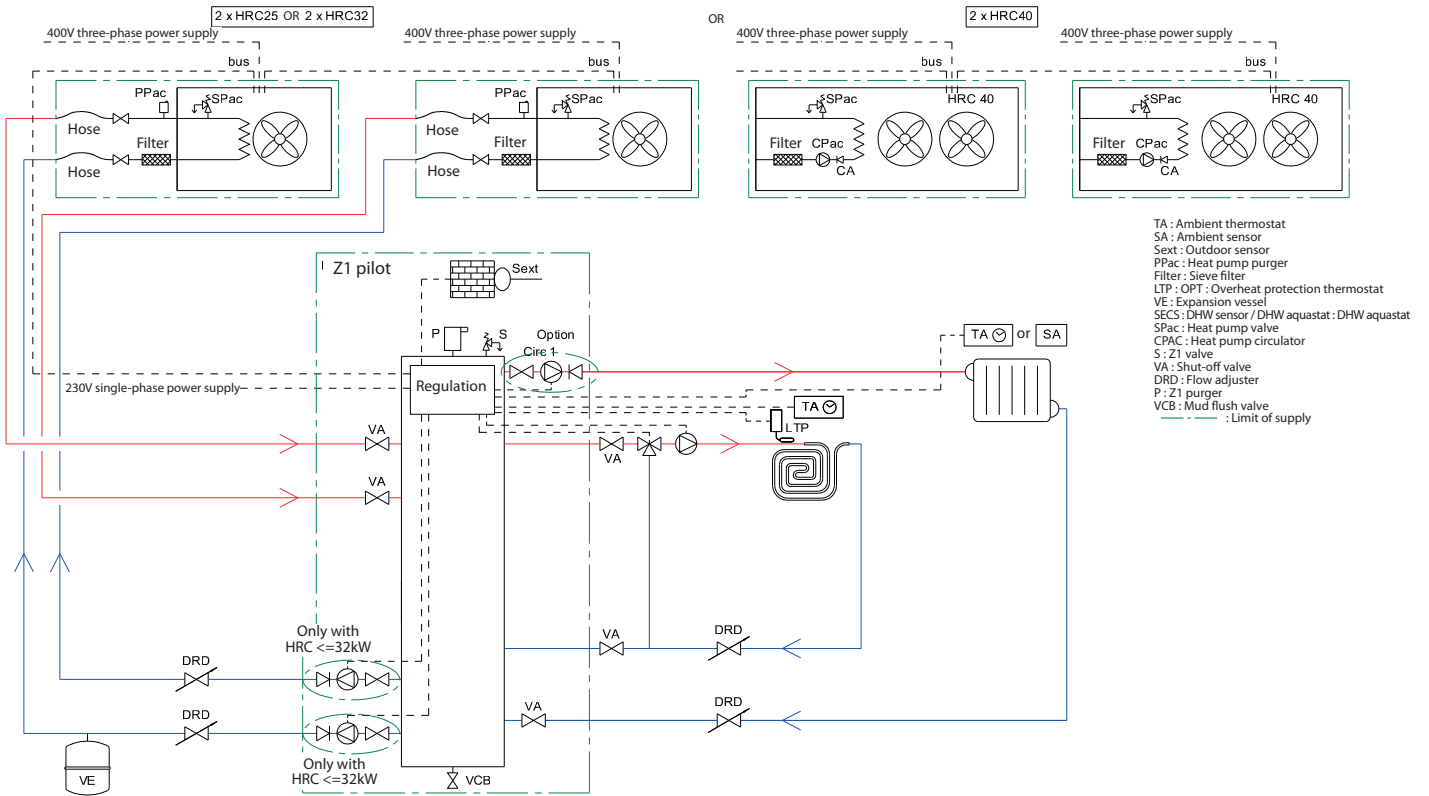 2 x HRC25 OR 2 x HRC32
OR
2 x HRC40
400V three-phase power supply
400V three-phase power supply
400V three-phase power supply
400V three-phase power supply
bus
bus
bus
bus
PPac
SPac
Hose
Filter
Hose
PPac
SPac
Hose
Filter
Hose
SPac
HRC 40
Filter
CPac
CA
SPac
HRC 40
Filter
CPac
CA
TA : Ambient thermostat
SA : Ambient sensor
Sext : Outdoor sensor
PPac : Heat pump purger
Filter : Sieve filter
LTP : OPT : Overheat protection thermostat
VE : Expansion vessel
SECS : DHW sensor / DHW aquastat : DHW aquastat
SPac : Heat pump valve
CPAC : Heat pump circulator
S : Z1 valve
VA : Shut-off valve
DRD : Flow adjuster
P : Z1 purger
VCB : Mud flush valve
: Limit of supply
Z1 pilot
Sext
P
S
Option
Circ 1
TA or SA
230V single-phase power supply
Regulation
TA
LTP
VA
VA
VA
Only with
HRC <=32kW
VA
DRD
DRD
DRD
VA
DRD
Only with
HRC <=32kW
VE
VCB